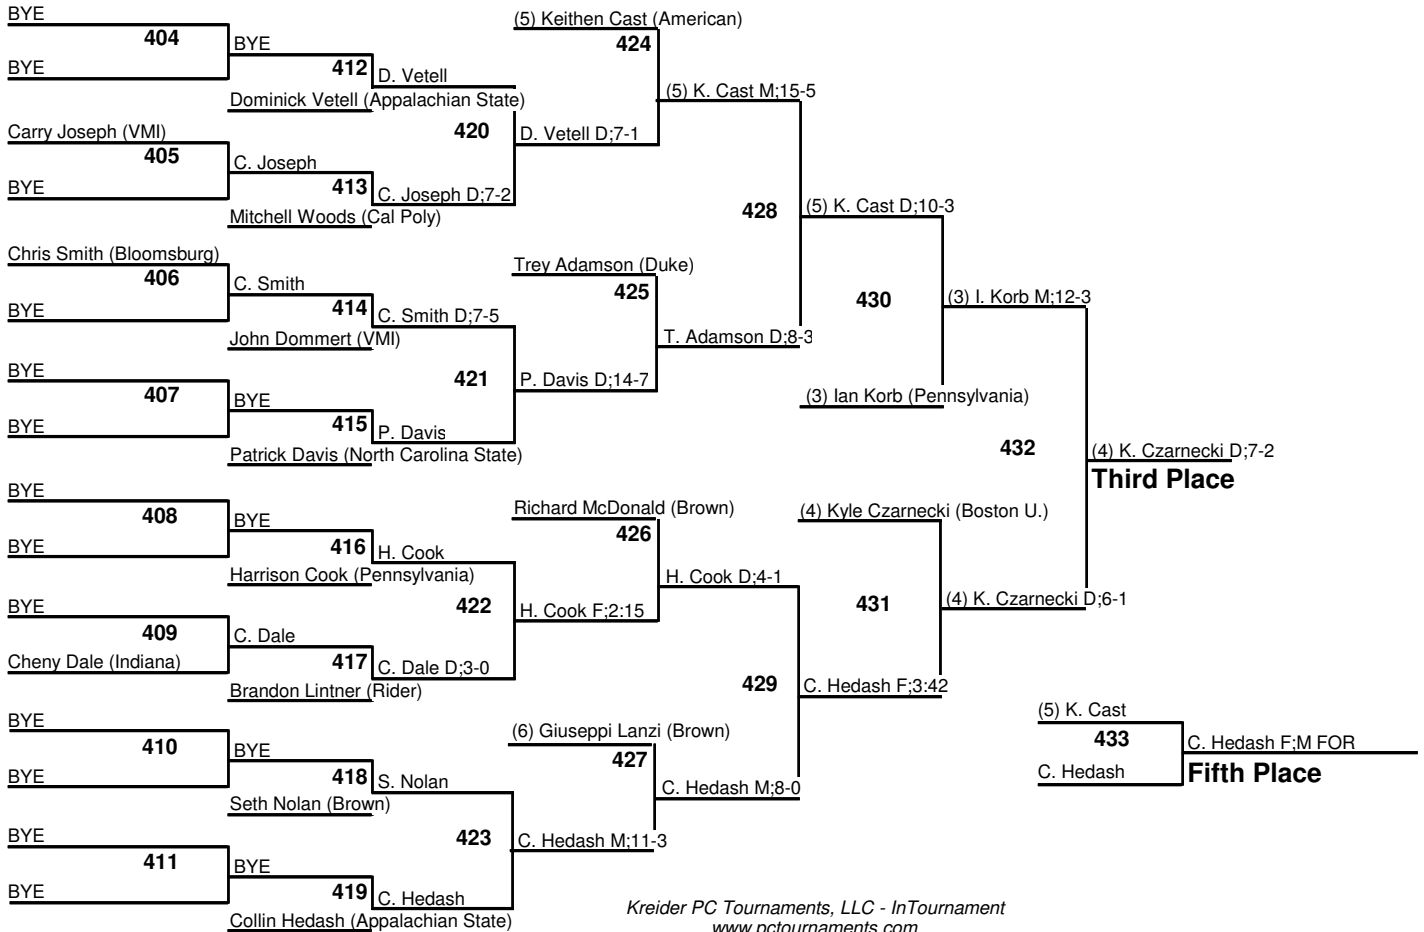 BYE
404
BYE
BYE
412
D. Vetell
Dominick Vetell (Appalachian State)
Carry Joseph (VMI)
405
BYE
C. Joseph
413
C. Joseph D;7-2
Mitchell Woods (Cal Poly)
420
D. Vetell D;7-1
(5) Keithen Cast (American)
424
(5) K. Cast M;15-5
Chris Smith (Bloomsburg)
406
BYE
C. Smith
414
C. Smith D;7-5
John Dommert (VMI)
BYE
407
BYE
BYE
415
P. Davis
Patrick Davis (North Carolina State)
421
P. Davis D;14-7
Trey Adamson (Duke)
425
T. Adamson D;8-3
428
(5) K. Cast D;10-3
430
(3) I. Korb M;12-3
(3) Ian Korb (Pennsylvania)
432
(4) K. Czarnecki D;7-2
Third Place
BYE
408
BYE
BYE
416
H. Cook
Harrison Cook (Pennsylvania)
BYE
409
Cheny Dale (Indiana)
C. Dale
417
C. Dale D;3-0
Brandon Lintner (Rider)
422
H. Cook F;2:15
Richard McDonald (Brown)
426
H. Cook D;4-1
(4) Kyle Czarnecki (Boston U.)
431
(4) K. Czarnecki D;6-1
429
C. Hedash F;3:42
BYE
410
BYE
BYE
418
S. Nolan
Seth Nolan (Brown)
BYE
411
BYE
BYE
419
C. Hedash
Collin Hedash (Appalachian State)
423
C. Hedash M;11-3
(6) Giuseppi Lanzi (Brown)
427
C. Hedash M;8-0
(5) K. Cast
433
C. Hedash
C. Hedash F;M FOR
Fifth Place
Kreider PC Tournaments, LLC - InTournament
www.pctournaments.com